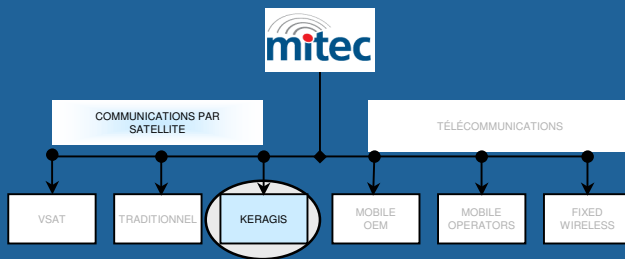 mitec
COMMUNICATIONS PAR
SATELLITE
TÉLÉCOMMUNICATIONS
VSAT
TRADITIONNEL
KERAGIS
MOBILE
OEM
MOBILE
OPERATORS
FIXED
WIRELESS